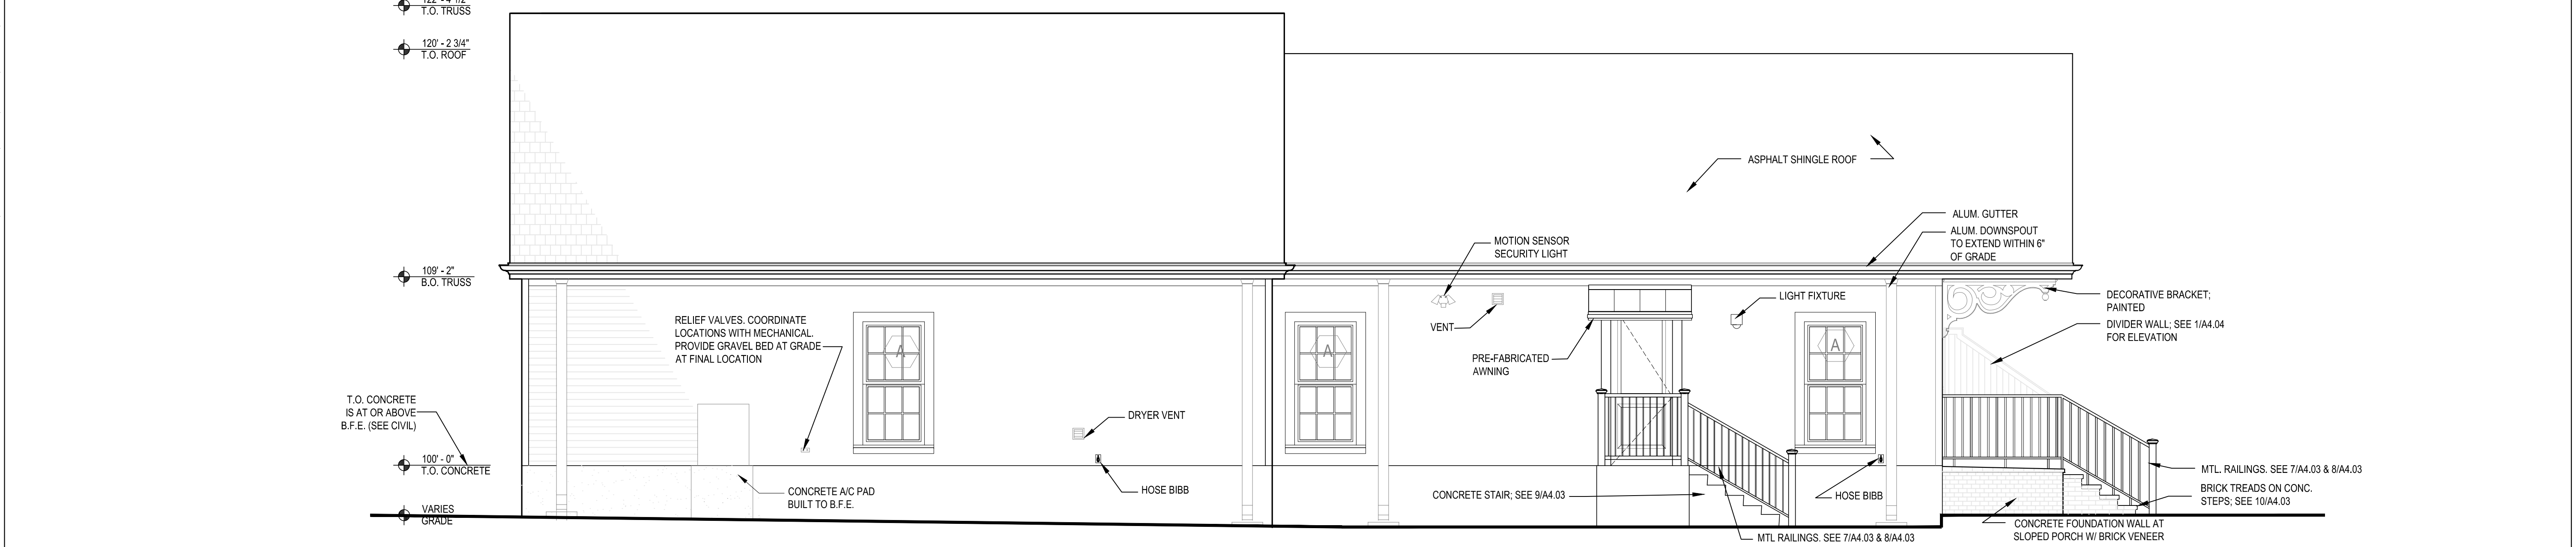 T.O. TRUSS
120' - 2 3/4"
T.O. ROOF
109' - 2"
B.O. TRUSS
T.O. CONCRETE
IS AT OR ABOVE
B.F.E. (SEE CIVIL)
100' - 0"
T.O. CONCRETE
VARIES
GRADE
RELIEF VALVES. COORDINATE
LOCATIONS WITH MECHANICAL.
PROVIDE GRAVEL BED AT GRADE
AT FINAL LOCATION
A
DRYER VENT
HOSE BIBB
CONCRETE A/C PAD
BUILT TO B.F.E.
A
MOTION SENSOR
SECURITY LIGHT
VENT
PRE-FABRICATED
AWNING
CONCRETE STAIR; SEE 9/A4.03
ASPHALT SHINGLE ROOF
LIGHT FIXTURE
A
HOSE BIBB
MTL RAILINGS. SEE 7/A4.03 & 8/A4.03
ALUM. GUTTER
ALUM. DOWNSPOUT
TO EXTEND WITHIN 6"
OF GRADE
DECORATIVE BRACKET;
PAINTED
DIVIDER WALL; SEE 1/A4.04
FOR ELEVATION
MTL. RAILINGS. SEE 7/A4.03 & 8/A4.03
BRICK TREADS ON CONC.
STEPS; SEE 10/A4.03
CONCRETE FOUNDATION WALL AT
SLOPED PORCH W/ BRICK VENEER